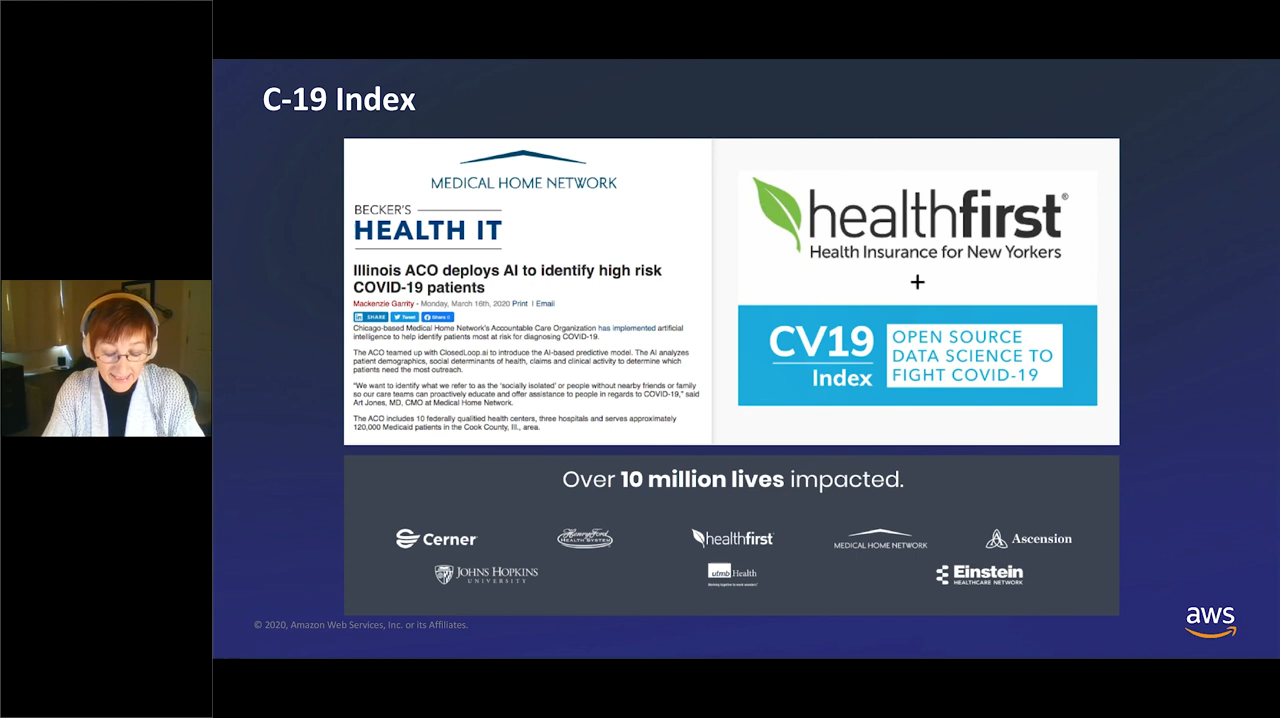 C-19 Index
MEDICAL HOME NETWORK
BECKER'S
HEALTH IT
Illinois ACO deploys AI to identify high risk
COVID-19 patients
Mackenzie Garrity - Monday, March 16th, 2020 Print | Email
in SHARE Tweet Share 0
Chicago-based Medical Home Network's Accountable Care Organization has implemented artificial
intelligence to help identify patients most at risk for diagnosing COVID-19.
The ACO teamed up with ClosedLoop.ai to introduce the AI-based predictive model. The AI analyzes
patient demographics, social determinants of health, claims and clinical activity to determine which
patients need the most outreach.
"We want to identify what we refer to as the 'socially isolated' or people without nearby friends or family
so our care teams can proactively educate and offer assistance to people in regards to COVID-19," said
Art Jones, MD, CMO at Medical Home Network.
The ACO includes 10 federally qualified health centers, three hospitals and serves approximately
120,000 Medicaid patients in the Cook County, Ill., area.
healthfirst®
Health Insurance for New Yorkers
+
CV19
Index
OPEN SOURCE
DATA SCIENCE TO
FIGHT COVID-19
Over 10 million lives impacted.
Cerner
Henry Ford
HEALTH SYSTEM
healthfirst
MEDICAL HOME NETWORK
Ascension
JOHNS HOPKINS
UNIVERSITY
utmb Health
Working together to work wonders
Einstein
HEALTHCARE NETWORK
© 2020, Amazon Web Services, Inc. or its Affiliates.
aws